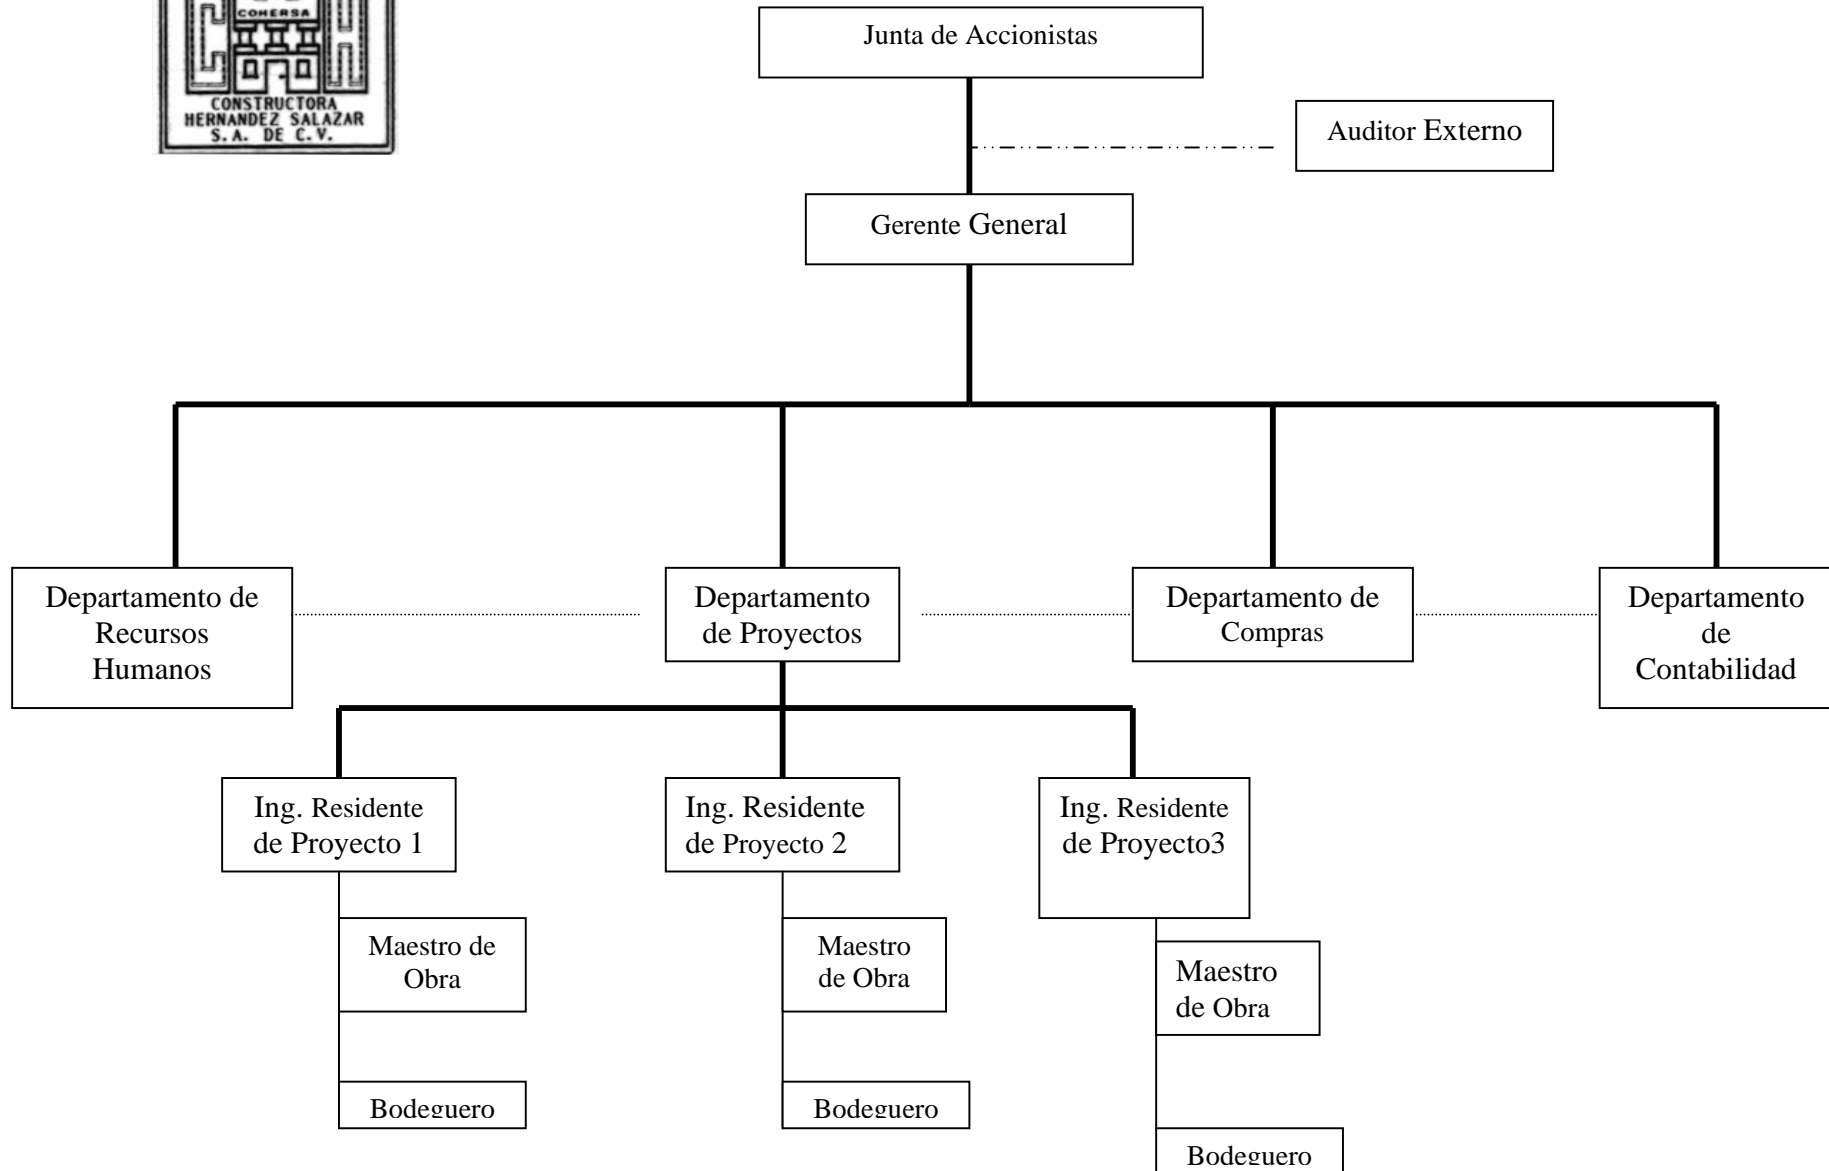 COHERSA
CONSTRUCTORA
HERNANDEZ SALAZAR
S.A. DE C.V.
Junta de Accionistas
Auditor Externo
Gerente General
Departamento de
Recursos
Humanos
Departamento
de Proyectos
Departamento de
Compras
Departamento
de
Contabilidad
Ing. Residente
de Proyecto 1
Ing. Residente
de Proyecto 2
Ing. Residente
de Proyecto3
Maestro de
Obra
Maestro
de Obra
Maestro
de Obra
Bodeguero
Bodeguero
Bodeguero